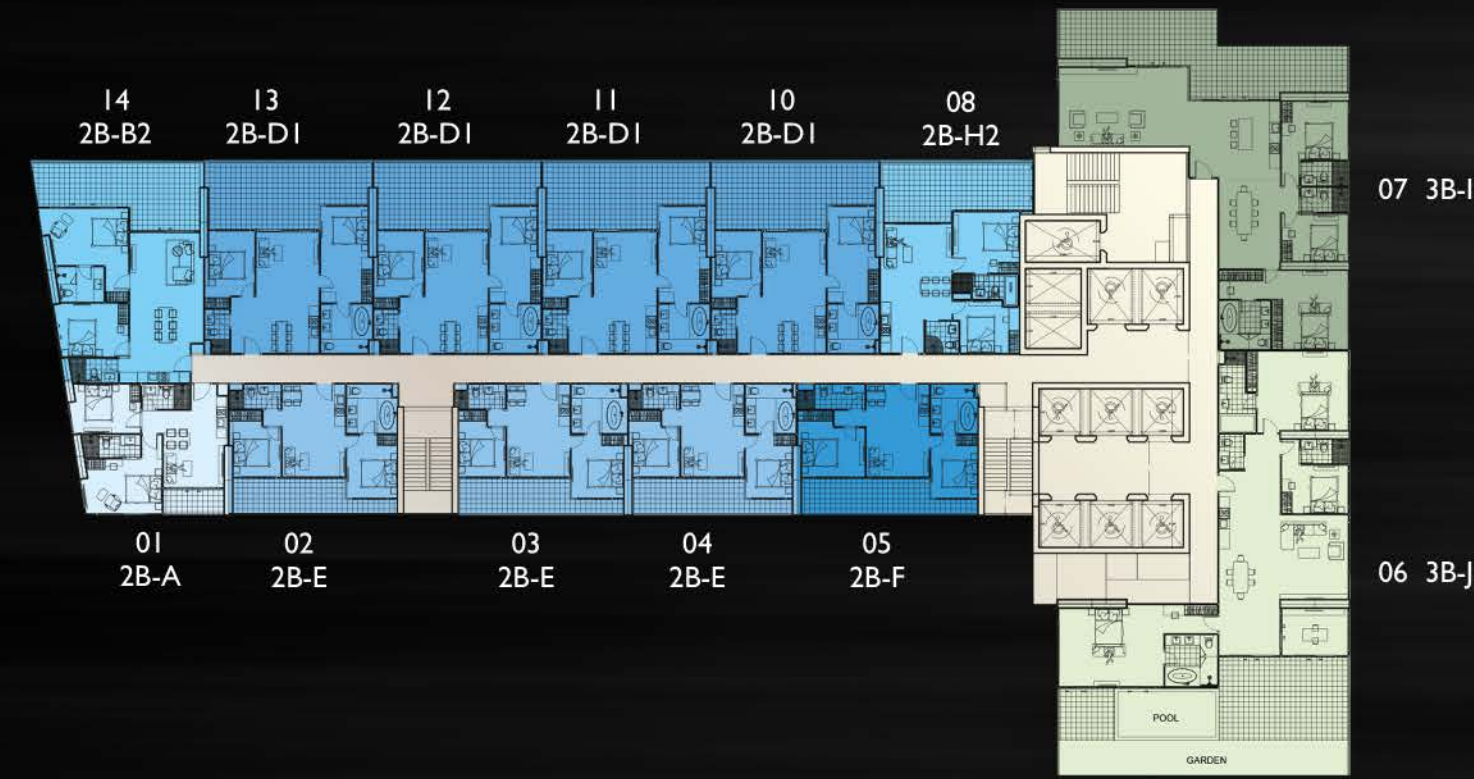 14
2B-B2
13
2B-D1
12
2B-D1
11
2B-D1
10
2B-D1
08
2B-H2
07 3B-I
01
2B-A
02
2B-E
03
2B-E
04
2B-E
05
2B-F
06 3B-J
POOL
GARDEN